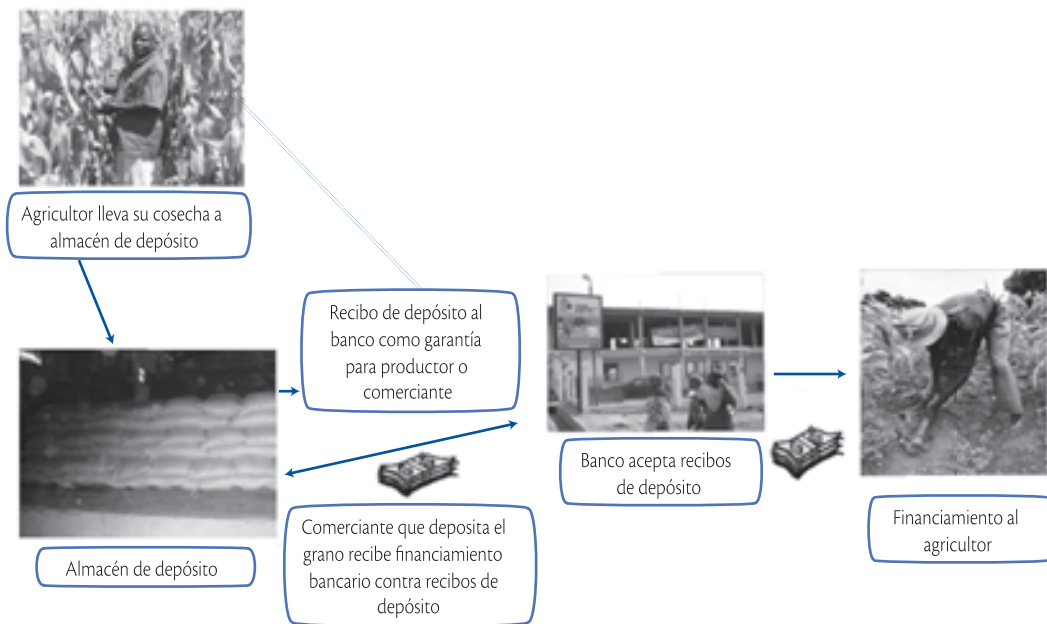 Agricultor lleva su cosecha a
almacén de depósito
Recibo de depósito al
banco como garantía
para productor o
comerciante
Almacén de depósito
Comerciante que deposita el
grano recibe financiamiento
bancario contra recibos de
depósito
Banco acepta recibos
de depósito
Financiamiento al
agricultor